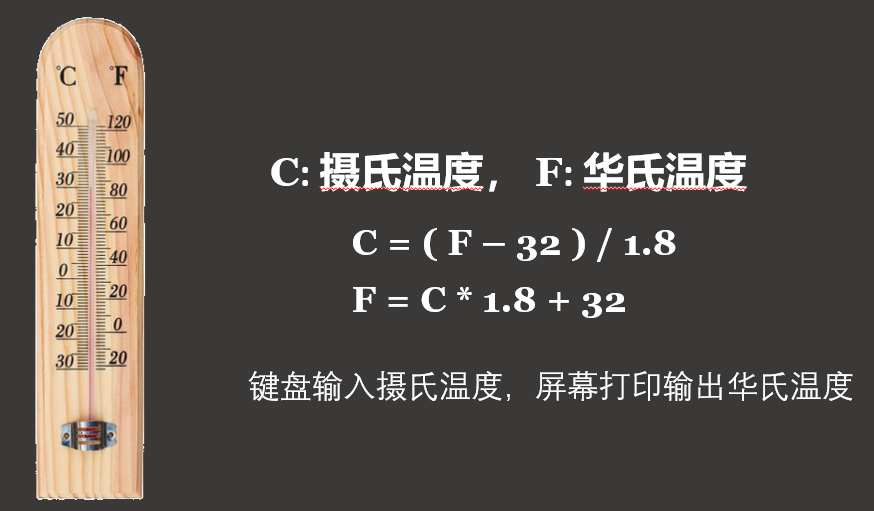 °C °F
50 120
40 100
30 80
20 60
10 40
0 20
10 0
20 20
30
C: 摄氏温度， F: 华氏温度
C = ( F – 32 ) / 1.8
F = C * 1.8 + 32
键盘输入摄氏温度，屏幕打印输出华氏温度